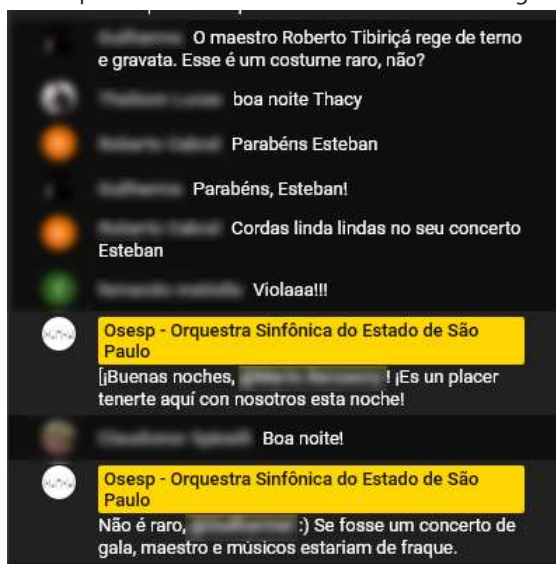 O maestro Roberto Tibiriçá rege de terno
e gravata. Esse é um costume raro, não?
boa noite Thacy
Parabéns Esteban
Parabéns, Esteban!
Cordas linda lindas no seu concerto
Esteban
Violaaa!!!
Osesp - Orquestra Sinfônica do Estado de São
Paulo
[¡Buenas noches, ! ¡Es un placer
tenerte aquí con nosotros esta noche!
Boa noite!
Osesp - Orquestra Sinfônica do Estado de São
Paulo
Não é raro, :) Se fosse um concerto de
gala, maestro e músicos estariam de fraque.